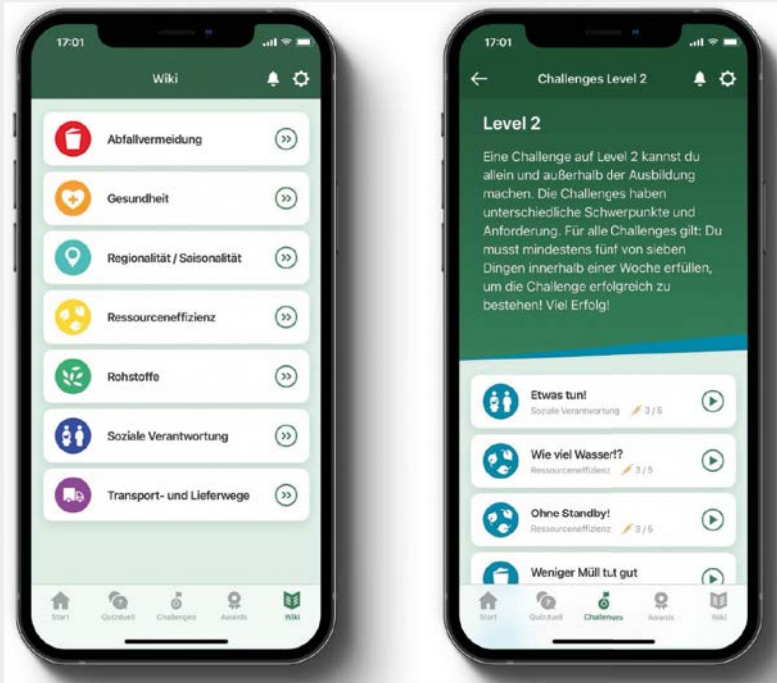 17:01
Wiki
Abfallvermeidung
Gesundheit
Regionalität / Saisonalität
Ressourceneffizienz
Rohstoffe
Soziale Verantwortung
Transport- und Lieferwege
Start
Quizduell
Challenges
Awards
Wiki
17:01
Challenges Level 2
Level 2
Eine Challenge auf Level 2 kannst du
allein und außerhalb der Ausbildung
machen. Die Challenges haben
unterschiedliche Schwerpunkte und
Anforderung. Für alle Challenges gilt: Du
musst mindestens fünf von sieben
Dingen innerhalb einer Woche erfüllen,
um die Challenge erfolgreich zu
bestehen! Viel Erfolg!
Etwas tun!
Soziale Verantwortung 3 / 5
Wie viel Wasser!?
Ressourceneffizienz 3 / 5
Ohne Standby!
Ressourceneffizienz 3 / 5
Weniger Müll tut gut
Start
Quizduell
Challenges
Awards
Wiki